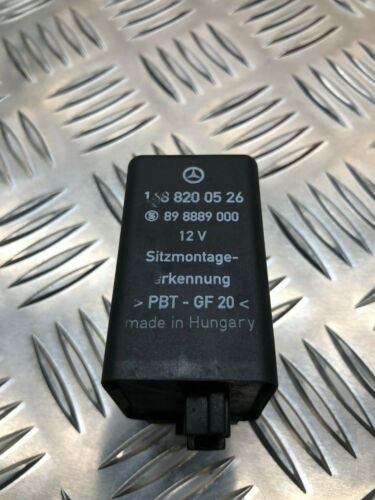 820 05 26
89 8889 000
12 V
Sitzmontage-
erkennung
> PBT - GF 20 <
made in Hungary